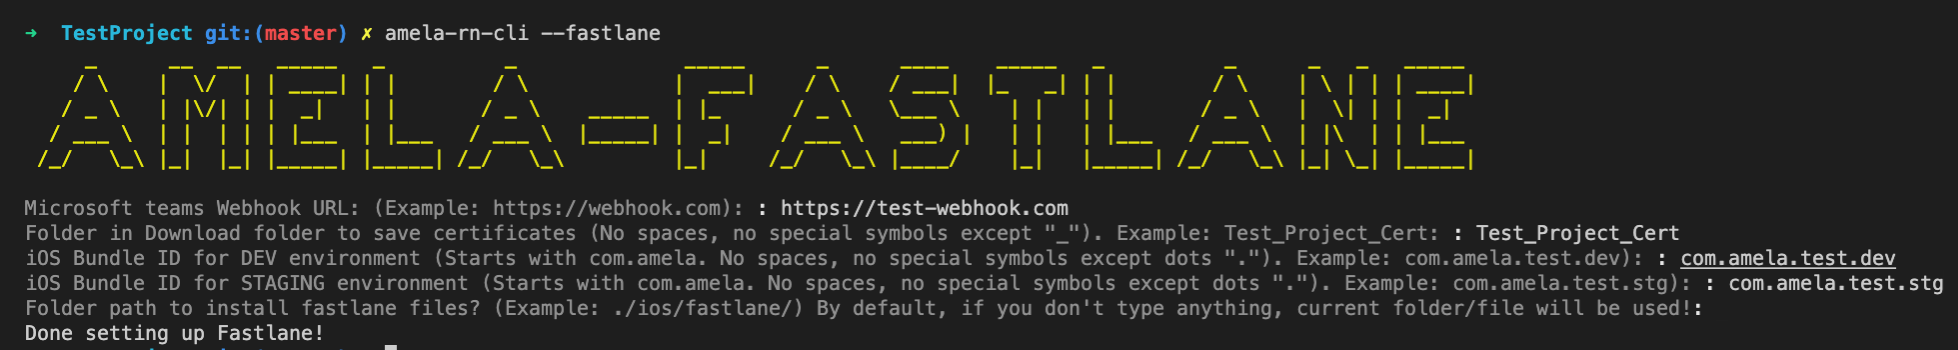 ➜  TestProject git:(master) ✗ amela-rn-cli --fastlane
AMELA-FASTLANE
Microsoft teams Webhook URL: (Example: https://webhook.com): : https://test-webhook.com
Folder in Download folder to save certificates (No spaces, no special symbols except "_"). Example: Test_Project_Cert: : Test_Project_Cert
iOS Bundle ID for DEV environment (Starts with com.amela. No spaces, no special symbols except dots "."). Example: com.amela.test.dev): : com.amela.test.dev
iOS Bundle ID for STAGING environment (Starts with com.amela. No spaces, no special symbols except dots "."). Example: com.amela.test.stg): : com.amela.test.stg
Folder path to install fastlane files? (Example: ./ios/fastlane/) By default, if you don't type anything, current folder/file will be used!:
Done setting up Fastlane!